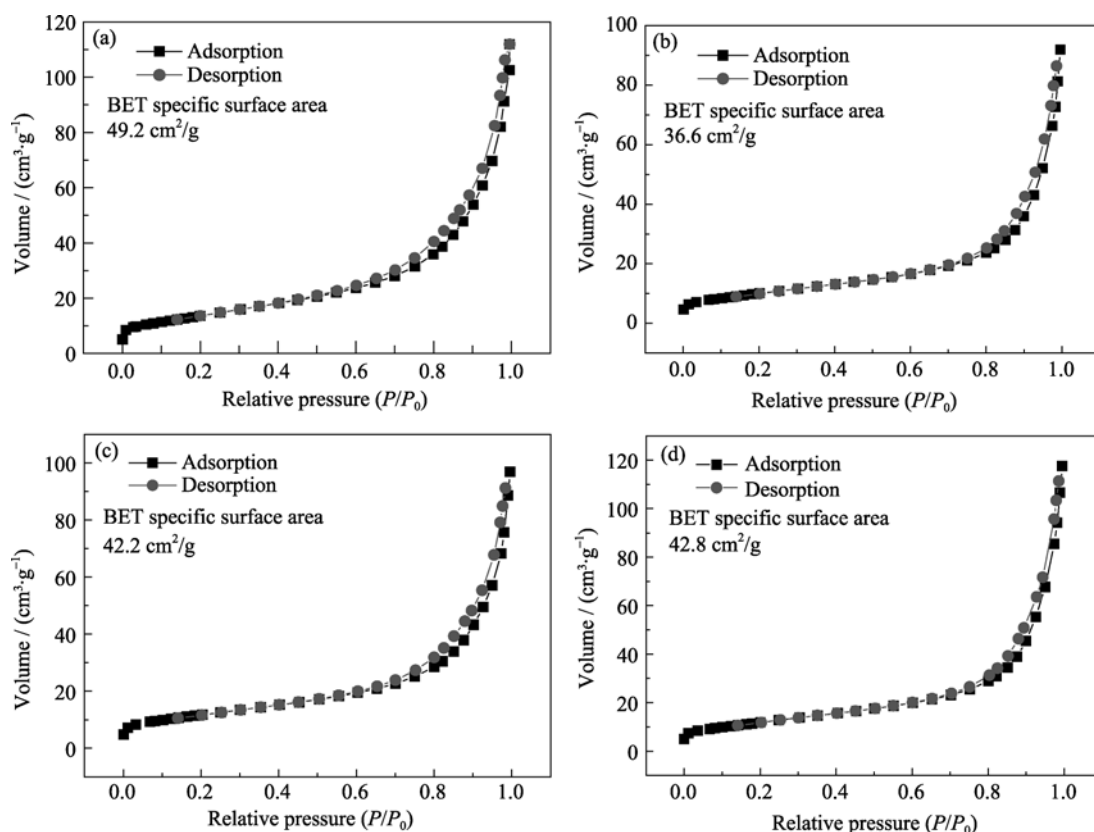 (a)
Adsorption
Desorption
BET specific surface area
49.2 cm²/g
Volume / (cm³·g⁻¹)
120
100
80
60
40
20
0
0.0 0.2 0.4 0.6 0.8 1.0
Relative pressure (P/P₀)
(b)
Adsorption
Desorption
BET specific surface area
36.6 cm²/g
Volume / (cm³·g⁻¹)
100
80
60
40
20
0
0.0 0.2 0.4 0.6 0.8 1.0
Relative pressure (P/P₀)
(c)
Adsorption
Desorption
BET specific surface area
42.2 cm²/g
Volume / (cm³·g⁻¹)
100
80
60
40
20
0
0.0 0.2 0.4 0.6 0.8 1.0
Relative pressure (P/P₀)
(d)
Adsorption
Desorption
BET specific surface area
42.8 cm²/g
Volume / (cm³·g⁻¹)
120
100
80
60
40
20
0
0.0 0.2 0.4 0.6 0.8 1.0
Relative pressure (P/P₀)